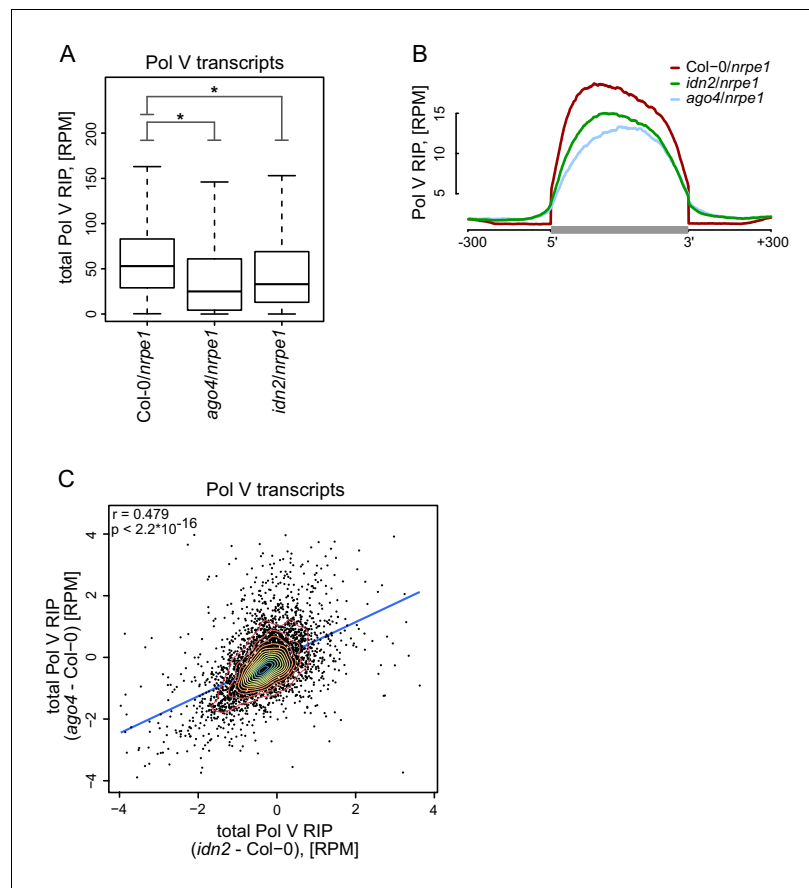 A
Pol V transcripts
*
*
total Pol V RIP, [RPM]
0
50
100
150
200
Col-0/nrpe1
ago4/nrpe1
idn2/nrpe1
B
Col−0/nrpe1
idn2/nrpe1
ago4/nrpe1
Pol V RIP, [RPM]
5
10
15
-300
5'
3'
+300
C
Pol V transcripts
r = 0.479
p < 2.2*10^-16
total Pol V RIP
(ago4 - Col−0) [RPM]
−4
−2
0
2
4
−4
−2
0
2
4
total Pol V RIP
(idn2 - Col−0), [RPM]